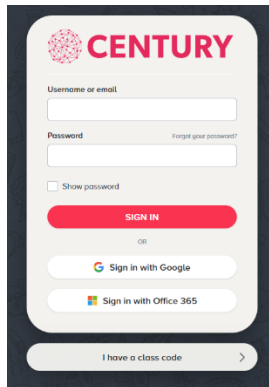 CENTURY
Username or email
Password Forgot your password?
Show password
SIGN IN
OR
Sign in with Google
Sign in with Office 365
I have a class code